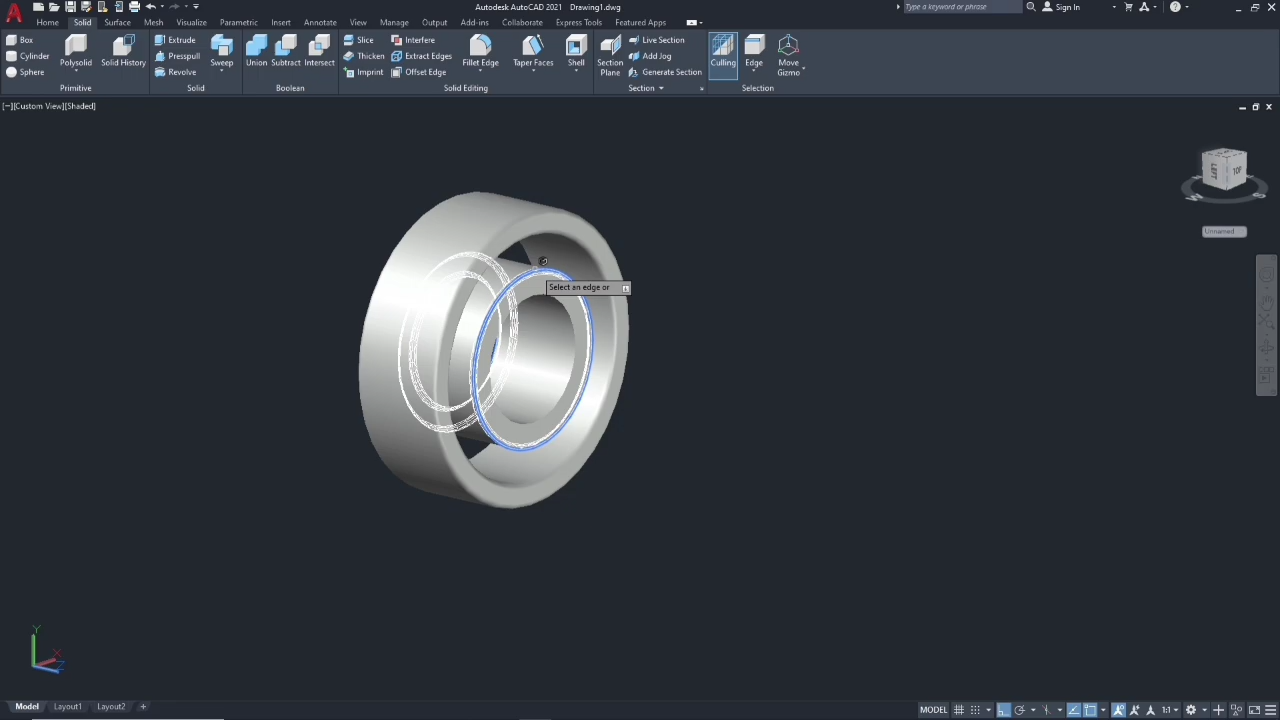 Autodesk AutoCAD 2021 Drawing1.dwg
Type a keyword or phrase
Sign In
Home Solid Surface Mesh Visualize Parametric Insert Annotate View Manage Output Add-ins Collaborate Express Tools Featured Apps
Box
Cylinder
Sphere
Polysolid
Solid History
Primitive
Extrude
Presspull
Revolve
Sweep
Solid
Union
Subtract
Intersect
Boolean
Slice
Thicken
Imprint
Interfere
Extract Edges
Offset Edge
Fillet Edge
Taper Faces
Shell
Solid Editing
Section
Plane
Live Section
Add Jog
Generate Section
Section
Culling
Edge
Move
Gizmo
Selection
[−][Custom View][Shaded]
LEFT
TOP
Unnamed
Select an edge or
Y
X
Z
Model Layout1 Layout2 +
MODEL
1:1